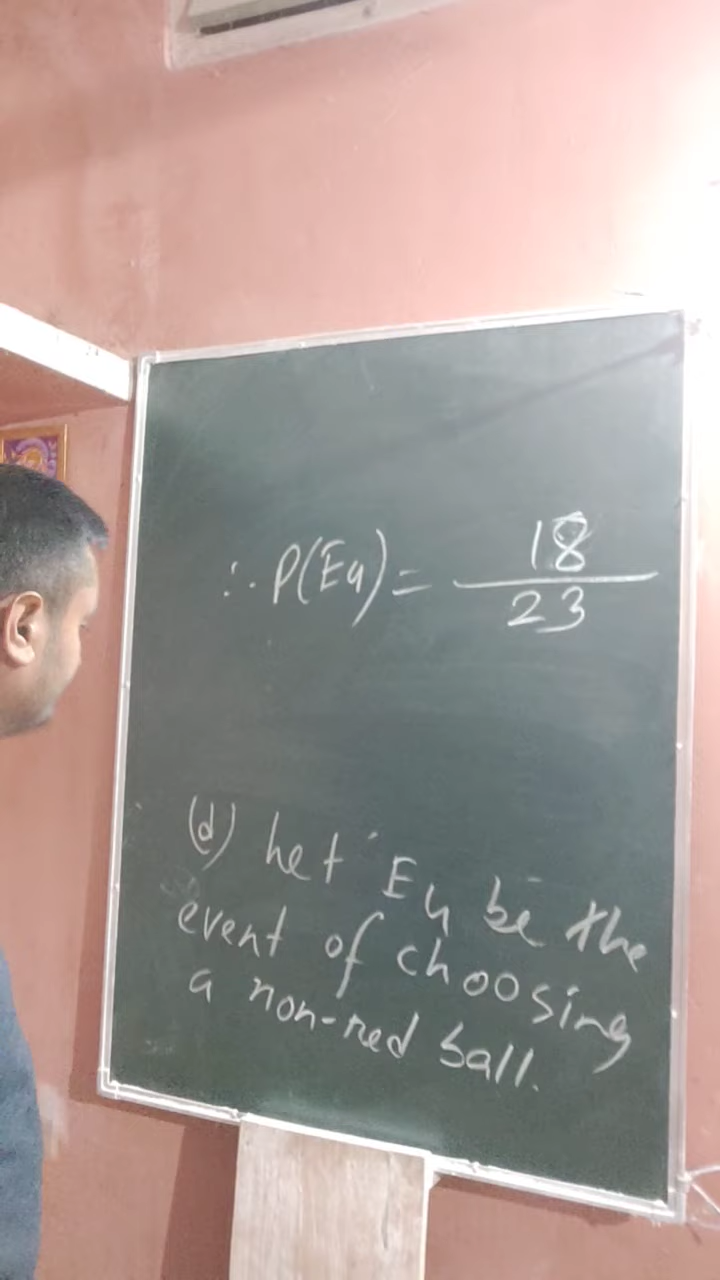 ∴ P(E4) = 18/23
(d) Let E4 be the
event of choosing
a non-red ball.